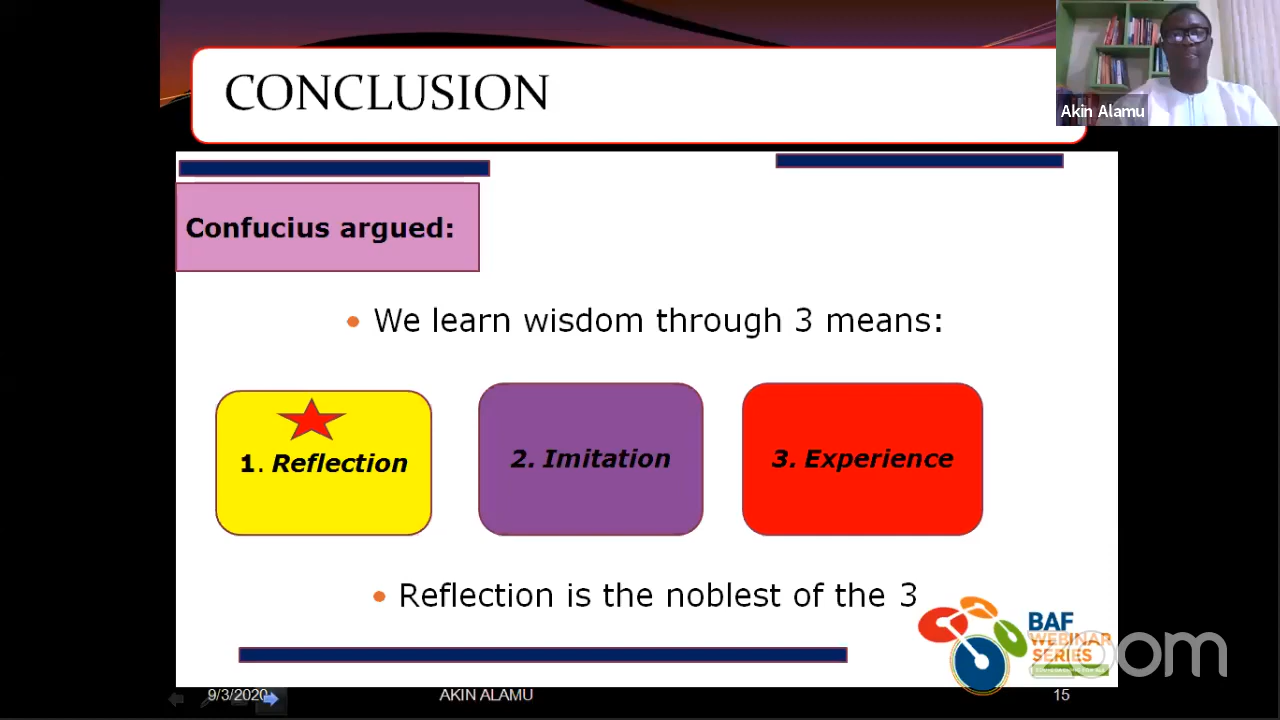 CONCLUSION
Akin Alamu
Confucius argued:
• We learn wisdom through 3 means:
1. Reflection
2. Imitation
3. Experience
• Reflection is the noblest of the 3
BAF
WEBINAR
SERIES
zoom
9/3/2020
AKIN ALAMU
15